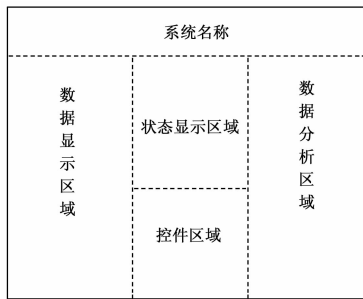 系统名称
数据显示区域
状态显示区域
控件区域
数据分析区域